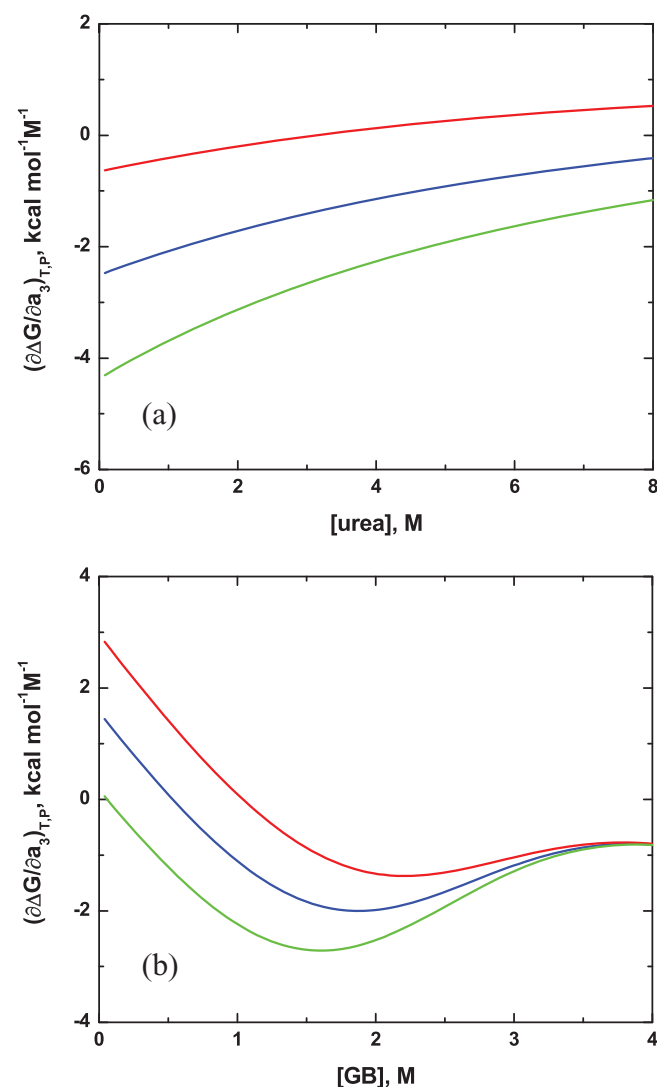 2
0
-2
-4
-6
(∂ΔG/∂a₃)T,P, kcal mol⁻¹M⁻¹
(a)
0 2 4 6 8
[urea], M
4
2
0
-2
-4
(∂ΔG/∂a₃)T,P, kcal mol⁻¹M⁻¹
(b)
0 1 2 3 4
[GB], M